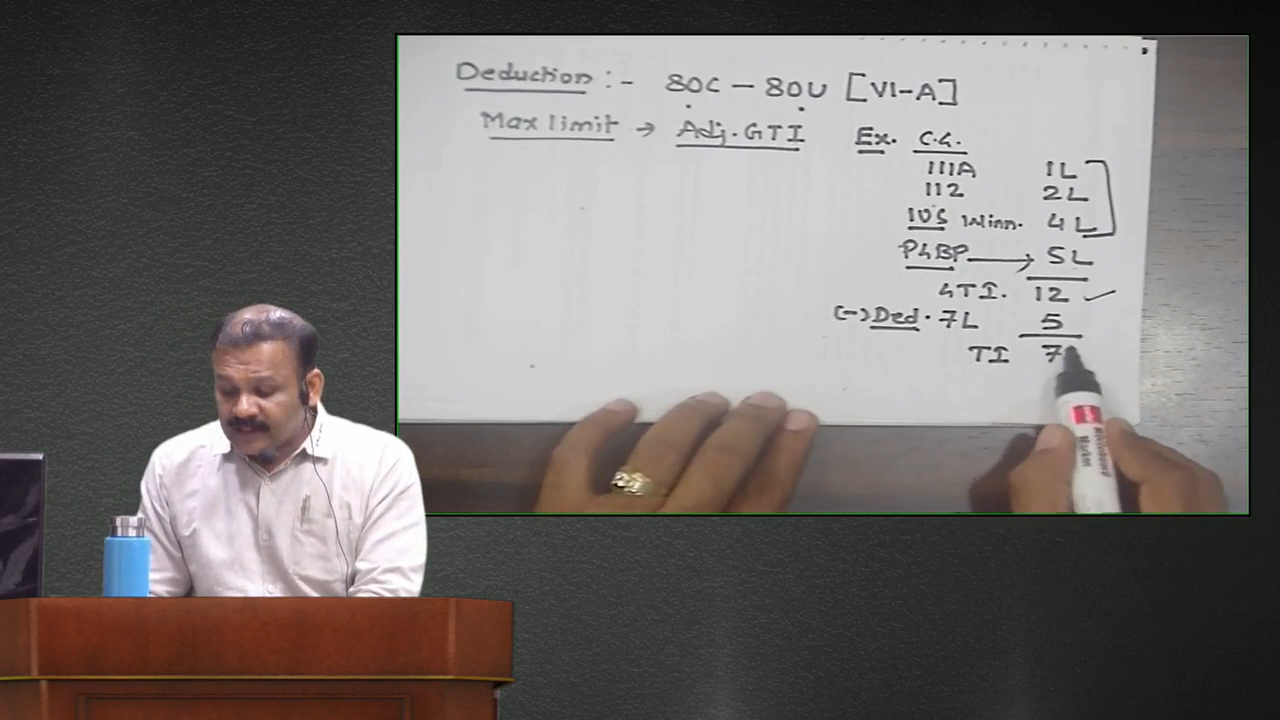 Deduction :- 80C - 80U [VI-A]
Max limit → Adj. GTI
Ex. C.G.
111A 1L
112 2L
IOS Winn. 4L
PGBP → 5L
GTI. 12 ✓
(-) Ded. 7L 5
TI 7